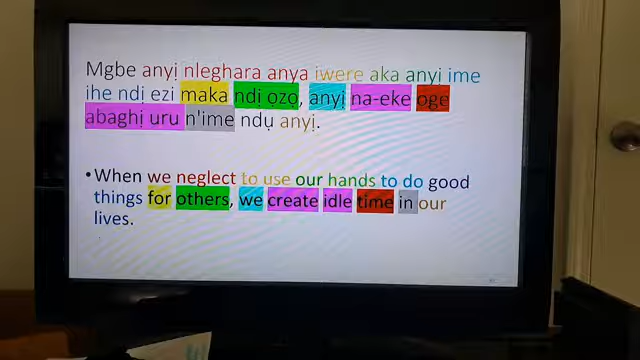 Mgbe anyị nleghara anya iwere aka anyị ime
ihe ndị ezi maka ndị ọzọ, anyị na-eke oge
abaghị uru n'ime ndụ anyị.
•When we neglect to use our hands to do good
things for others, we create idle time in our
lives.